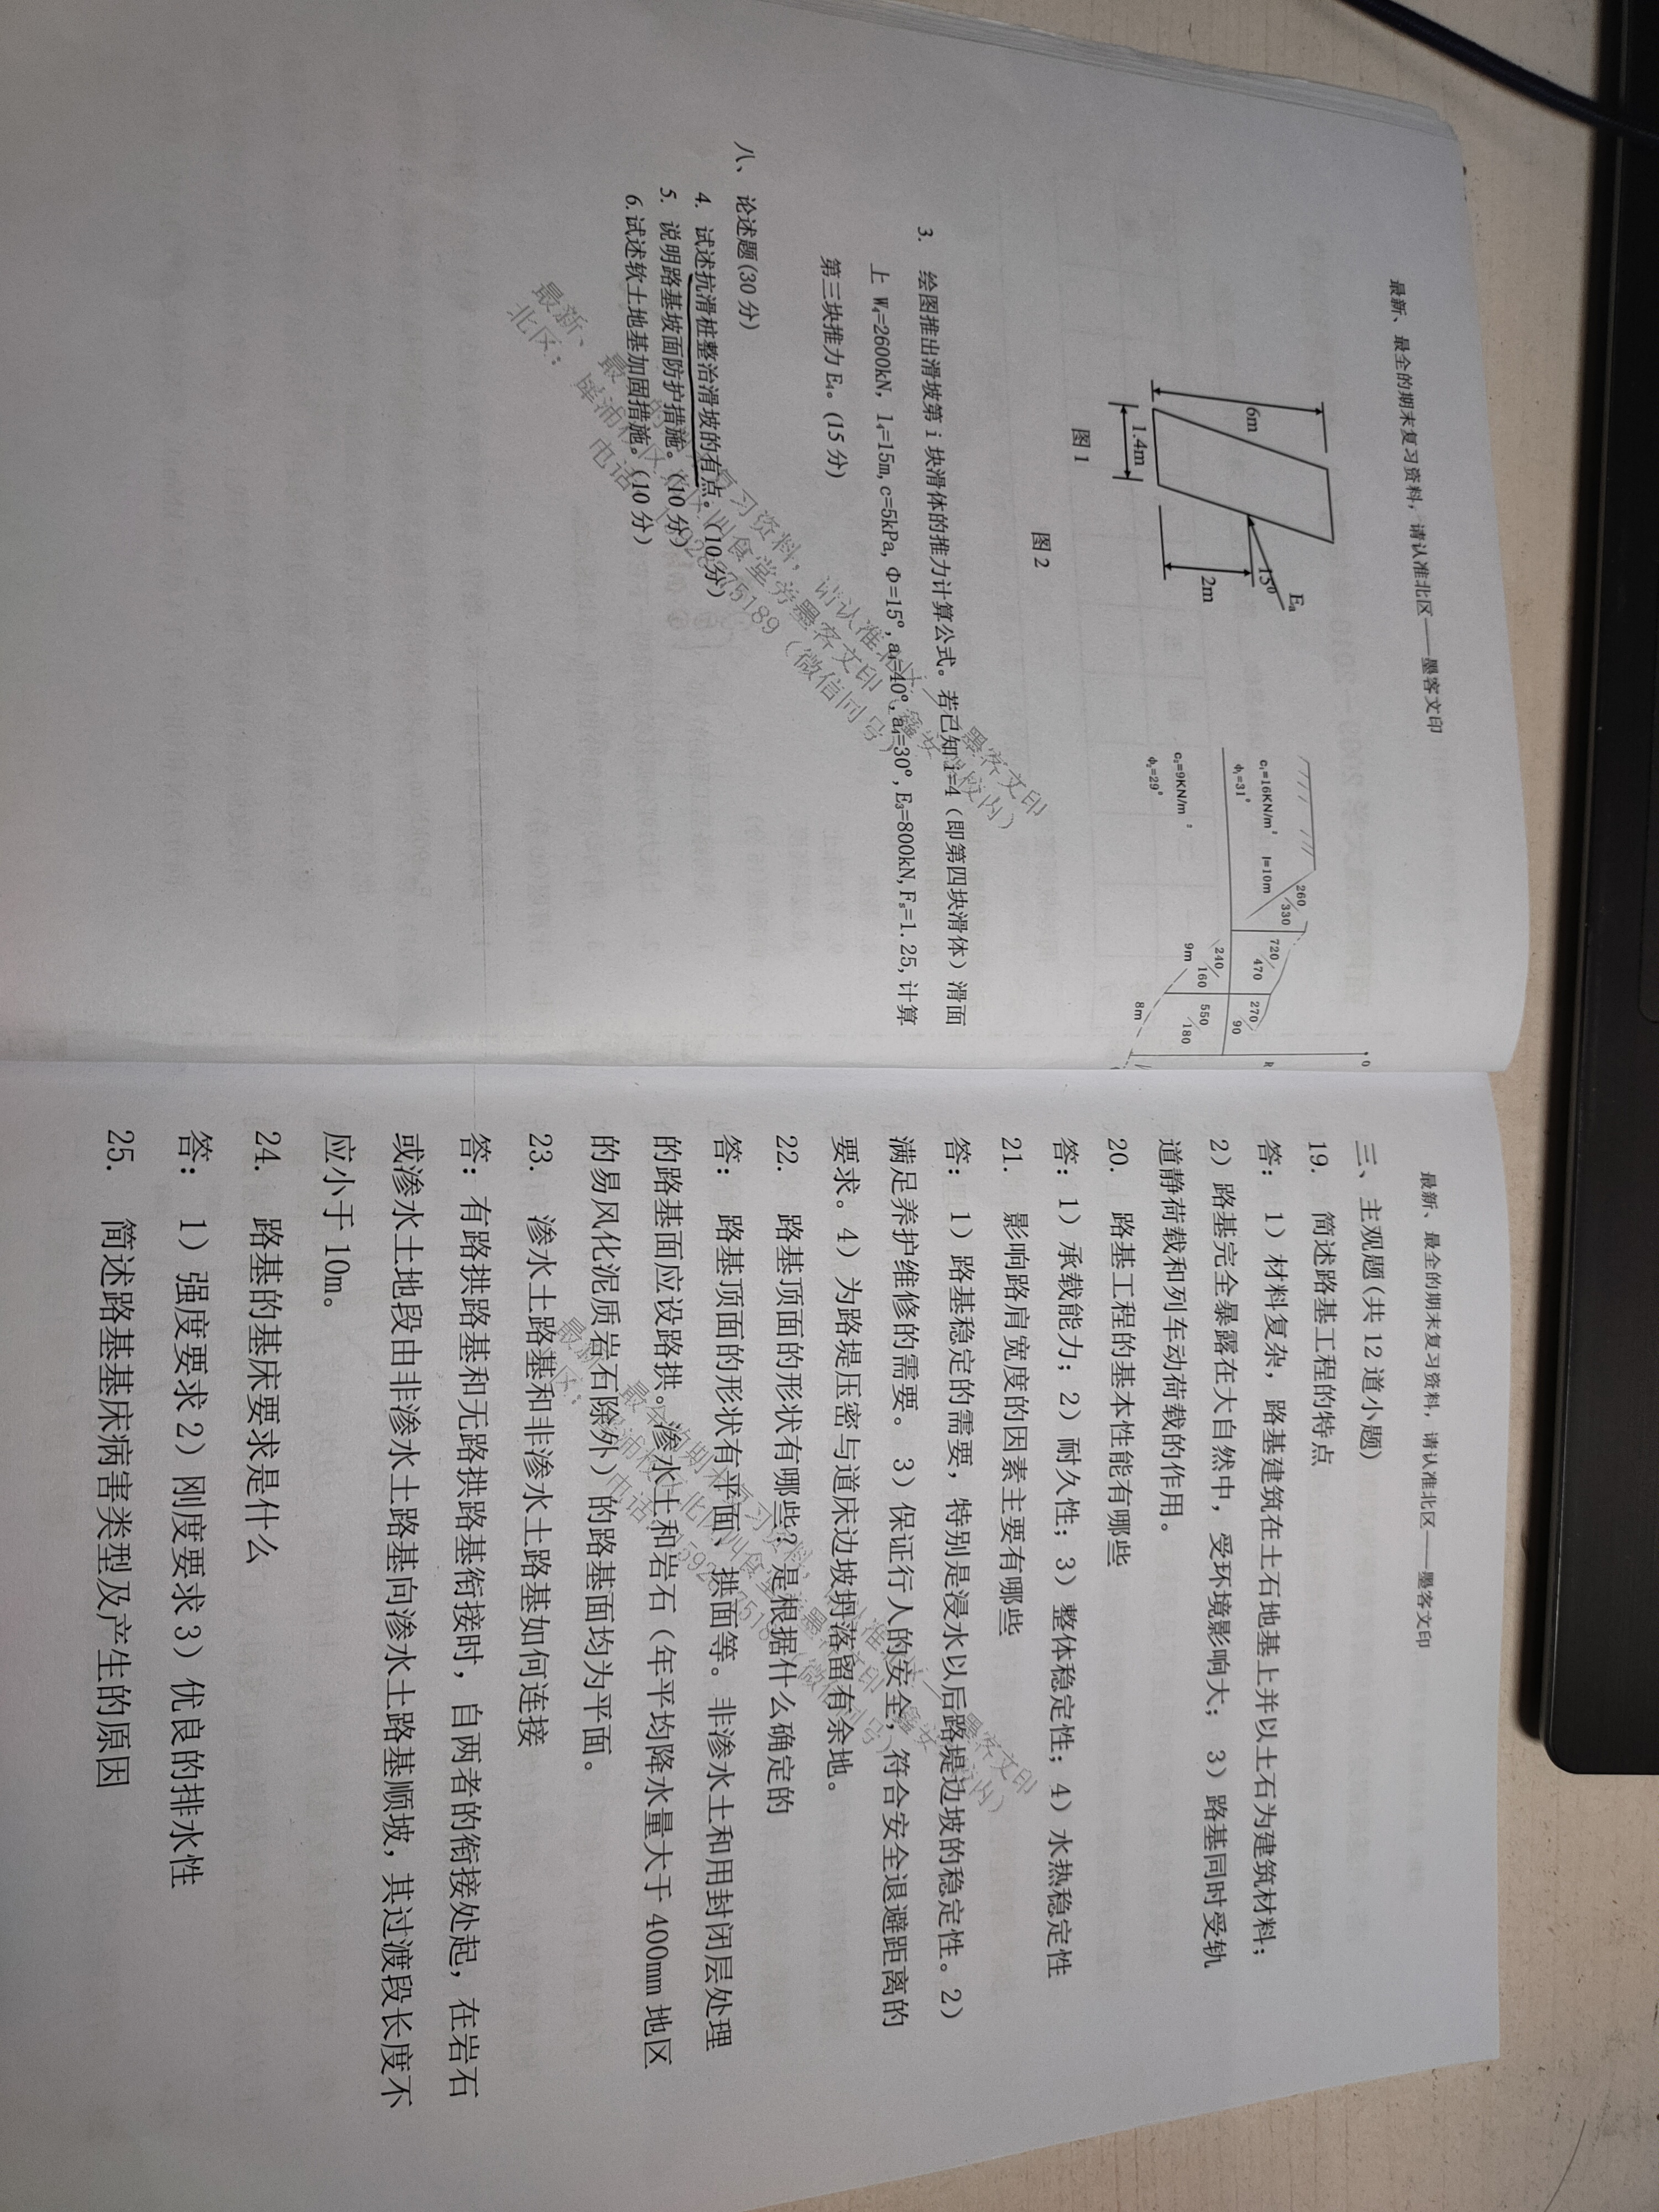 最新、最全的期末复习资料，请认准北区——墨客文印
6m
1.4m
2m
15°
Ea
图 1
c₁=16KN/m²
l=10m
φ₁=31°
c₂=9KN/m²
φ₂=29°
260
330
720
470
270
90
240
160
550
180
9m
8m
0
R
图 2
3. 绘图推出滑坡第 i 块滑体的推力计算公式。若已知 i=4（即第四块滑体）滑面
上 W₄=2600kN, l₄=15m, c=5kPa, Φ=15°, a₃=40°, a₄=30°, E₃=800kN, Fₛ=1.25, 计算
第三块推力 E₄。(15 分)
八、 论述题(30 分)
4. 试述抗滑桩整治滑坡的有点。(10 分)
5. 说明路基坡面防护措施。(10 分)
6.试述软土地基加固措施。(10 分)
最新、最全的期末复习资料，请认准北区——墨客文印
三、主观题(共 12 道小题)
19. 简述路基工程的特点
答： 1）材料复杂，路基建筑在土石地基上并以土石为建筑材料；
2）路基完全暴露在大自然中，受环境影响大； 3）路基同时受轨
道静荷载和列车动荷载的作用。
20. 路基工程的基本性能有哪些
答：1）承载能力；2）耐久性；3）整体稳定性；4）水热稳定性
21. 影响路肩宽度的因素主要有哪些
答：1）路基稳定的需要，特别是浸水以后路堤边坡的稳定性。2）
满足养护维修的需要。3）保证行人的安全，符合安全退避距离的
要求。4）为路堤压密与道床边坡坍落留有余地。
22. 路基顶面的形状有哪些？是根据什么确定的
答： 路基顶面的形状有平面、拱面等。非渗水土和用封闭层处理
的路基面应设路拱。渗水土和岩石（年平均降水量大于 400mm 地区
的易风化泥质岩石除外）的路基面均为平面。
23. 渗水土路基和非渗水土路基如何连接
答：有路拱路基和无路拱路基衔接时，自两者的衔接处起，在岩石
或渗水土地段由非渗水土路基向渗水土路基顺坡，其过渡段长度不
应小于 10m。
24. 路基的基床要求是什么
答： 1）强度要求 2）刚度要求 3）优良的排水性
25. 简述路基基床病害类型及产生的原因